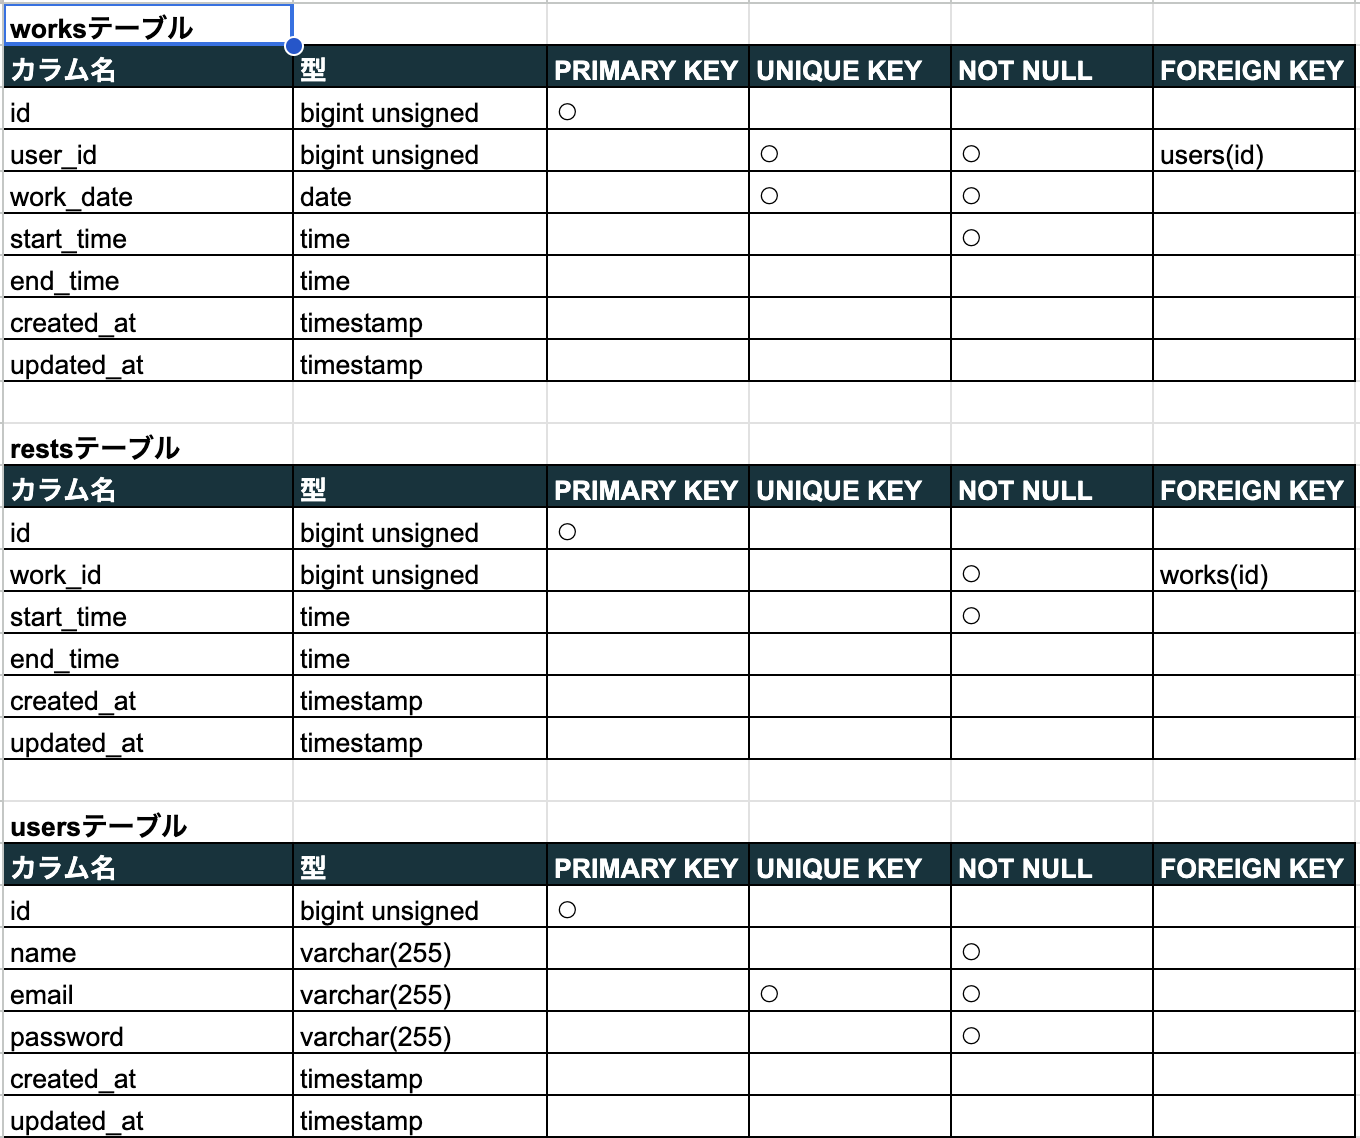 worksテーブル
カラム名 型 PRIMARY KEY UNIQUE KEY NOT NULL FOREIGN KEY
id bigint unsigned ○
user_id bigint unsigned ○ ○ users(id)
work_date date ○ ○
start_time time ○
end_time time
created_at timestamp
updated_at timestamp
restsテーブル
カラム名 型 PRIMARY KEY UNIQUE KEY NOT NULL FOREIGN KEY
id bigint unsigned ○
work_id bigint unsigned ○ works(id)
start_time time ○
end_time time
created_at timestamp
updated_at timestamp
usersテーブル
カラム名 型 PRIMARY KEY UNIQUE KEY NOT NULL FOREIGN KEY
id bigint unsigned ○
name varchar(255) ○
email varchar(255) ○ ○
password varchar(255) ○
created_at timestamp
updated_at timestamp